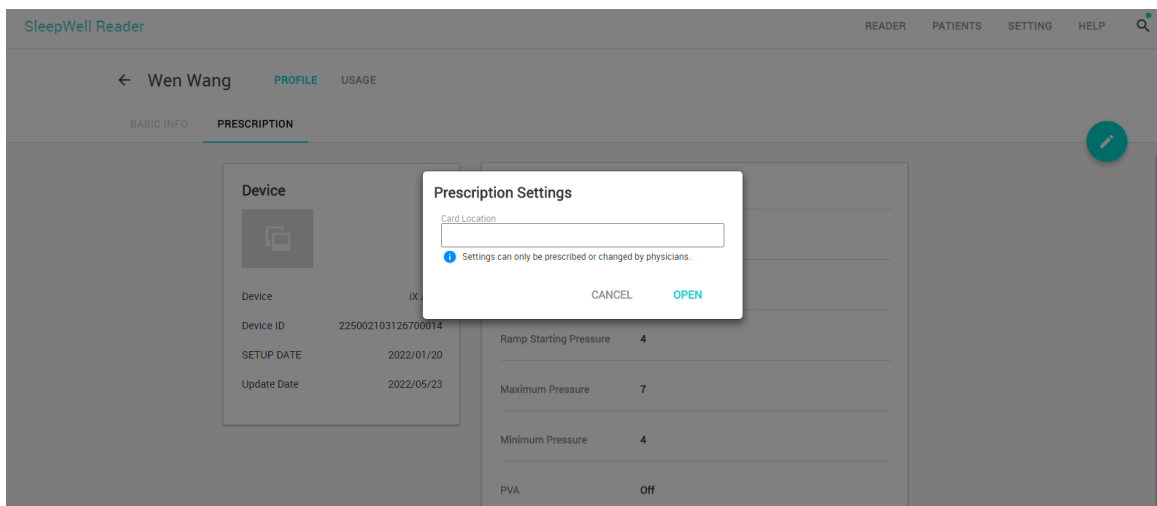 SleepWell Reader
READER PATIENTS SETTING HELP
Wen Wang PROFILE USAGE
BASIC INFO PRESCRIPTION
Device
Device iX
Device ID 225002103126700014
SETUP DATE 2022/01/20
Update Date 2022/05/23
Prescription Settings
Card Location
Settings can only be prescribed or changed by physicians.
CANCEL OPEN
Ramp Starting Pressure 4
Maximum Pressure 7
Minimum Pressure 4
PVA Off